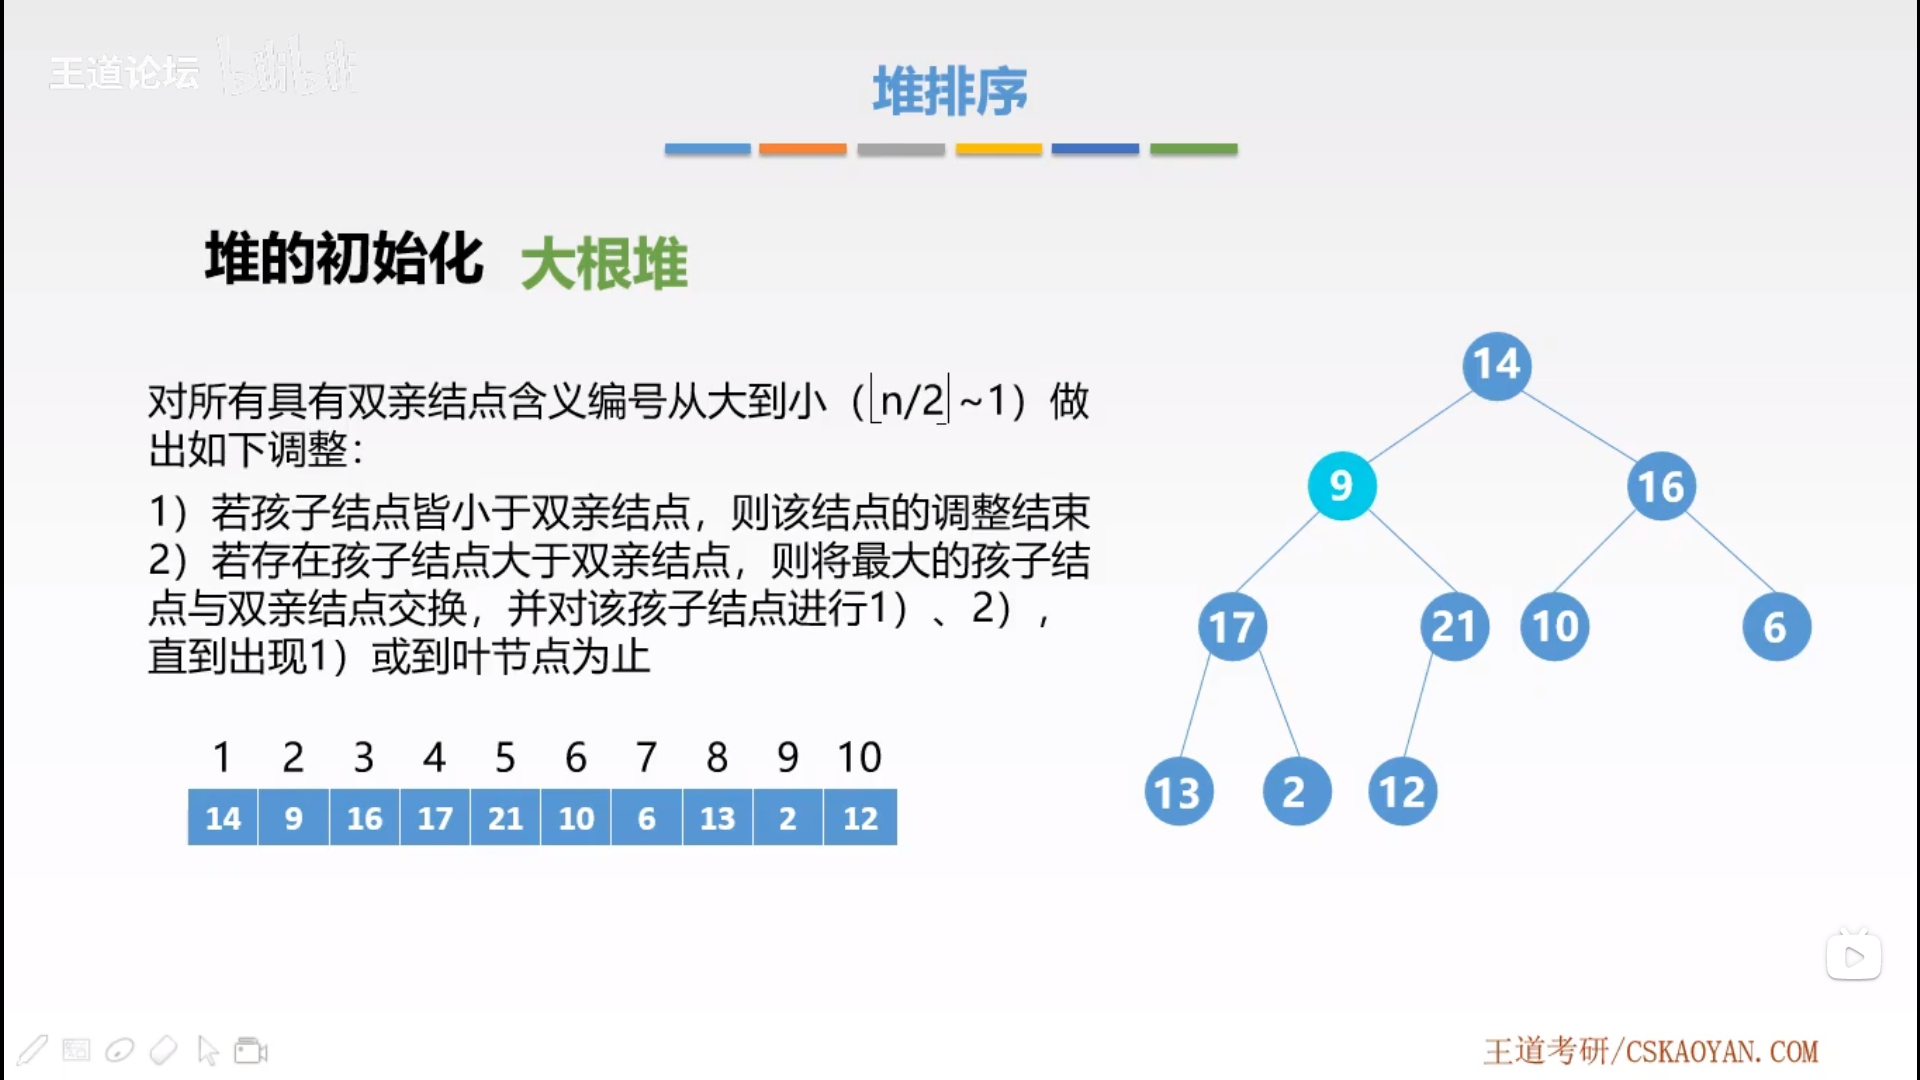 王道论坛 bilibili
堆排序
堆的初始化 大根堆
对所有具有双亲结点含义编号从大到小（⌊n/2⌋~1）做
出如下调整：
1）若孩子结点皆小于双亲结点，则该结点的调整结束
2）若存在孩子结点大于双亲结点，则将最大的孩子结
点与双亲结点交换，并对该孩子结点进行1）、2），
直到出现1）或到叶节点为止
1 2 3 4 5 6 7 8 9 10
14 9 16 17 21 10 6 13 2 12
14
9 16
17 21 10 6
13 2 12
王道考研/CSKAOYAN.COM